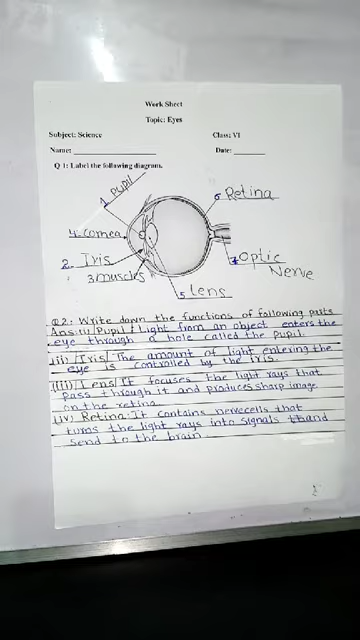 Work Sheet
Topic: Eyes
Subject: Science Class: VI
Name: Date:
Q 1: Label the following diagram.
1. Pupil
6 Retina
4. Cornea
2. Iris
7 Optic
Nerve
3 muscles
5 Lens
Q2: Write down the functions of following parts
Ans:(i) Pupil: Light from an object enters the
eye through a hole called the pupil
(ii) Iris: The amount of light entering the
eye is controlled by the iris.
(iii) Lens: It focuses the light rays that
pass through it and produces sharp image
on the retina
(iv) Retina: It contains nervecells that
turns the light rays into signals and
send to the brain